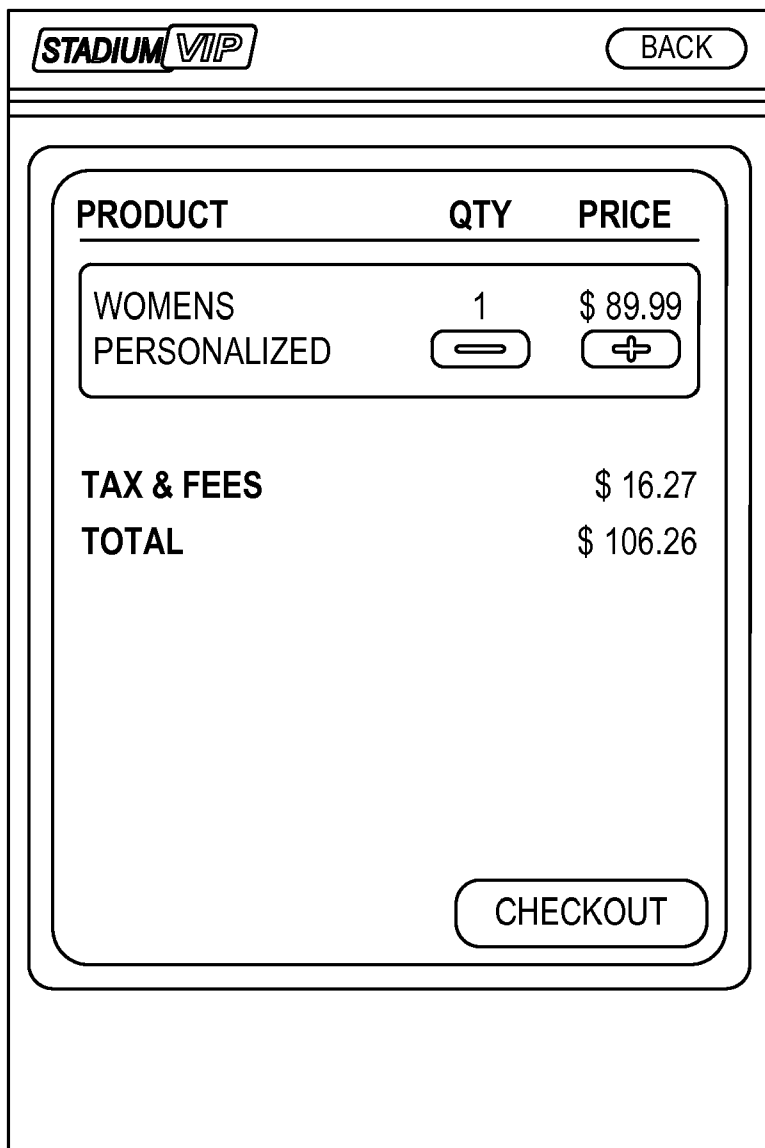 STADIUM VIP BACK
PRODUCT QTY PRICE
WOMENS 1 $ 89.99
PERSONALIZED
TAX & FEES $ 16.27
TOTAL $ 106.26
CHECKOUT